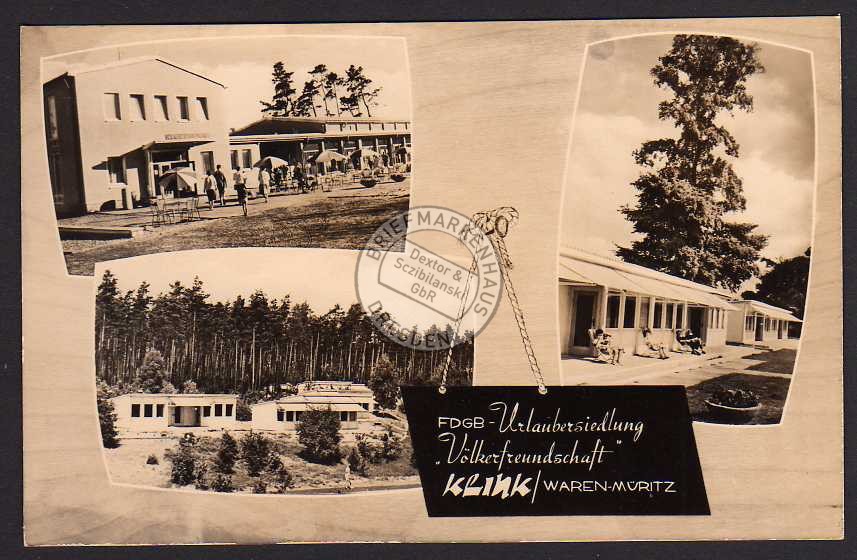 BRIEFMARKENHAUS
Dextor &
Sczibilanski
GbR
DRESDEN
FDGB-Urlaubersiedlung
„Völkerfreundschaft"
KLINK/WAREN-MÜRITZ